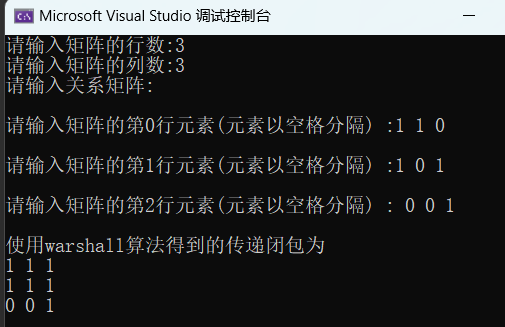 Microsoft Visual Studio 调试控制台
请输入矩阵的行数:3
请输入矩阵的列数:3
请输入关系矩阵:
请输入矩阵的第0行元素(元素以空格分隔) :1 1 0
请输入矩阵的第1行元素(元素以空格分隔) :1 0 1
请输入矩阵的第2行元素(元素以空格分隔) : 0 0 1
使用warshall算法得到的传递闭包为
1 1 1
1 1 1
0 0 1